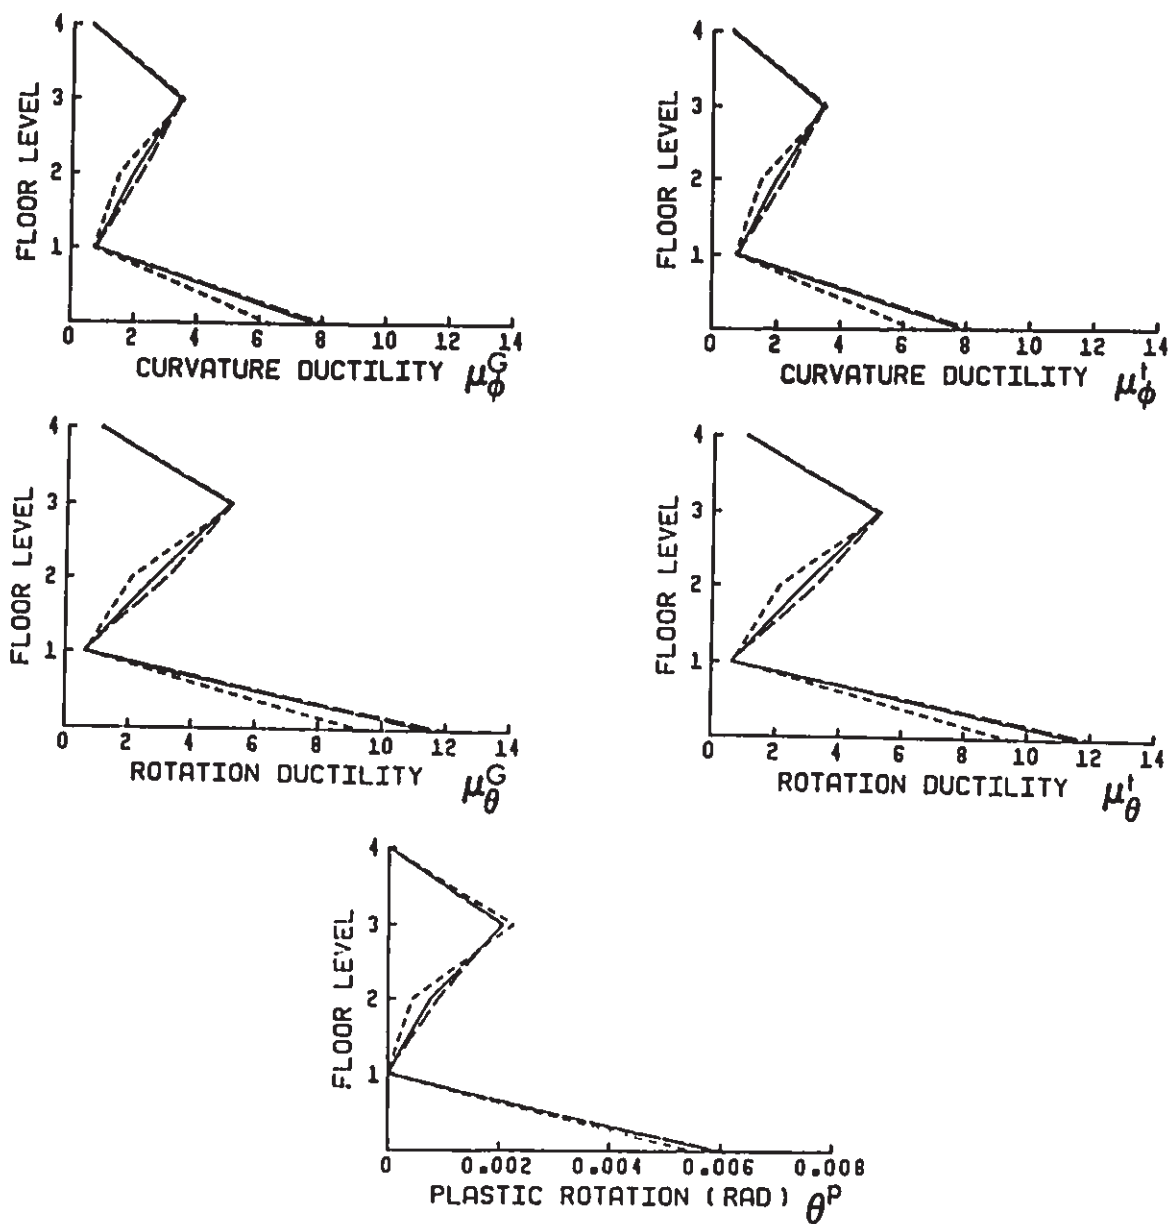 4
3
2
1
FLOOR LEVEL
0 2 4 6 8 10 12 14
CURVATURE DUCTILITY μ_ϕ^G
4
3
2
1
FLOOR LEVEL
0 2 4 6 8 10 12 14
CURVATURE DUCTILITY μ_ϕ^t
4
3
2
1
FLOOR LEVEL
0 2 4 6 8 10 12 14
ROTATION DUCTILITY μ_θ^G
4
3
2
1
FLOOR LEVEL
0 2 4 6 8 10 12 14
ROTATION DUCTILITY μ_θ^t
4
3
2
1
FLOOR LEVEL
0 0.002 0.004 0.006 0.008
PLASTIC ROTATION (RAD) θ^P